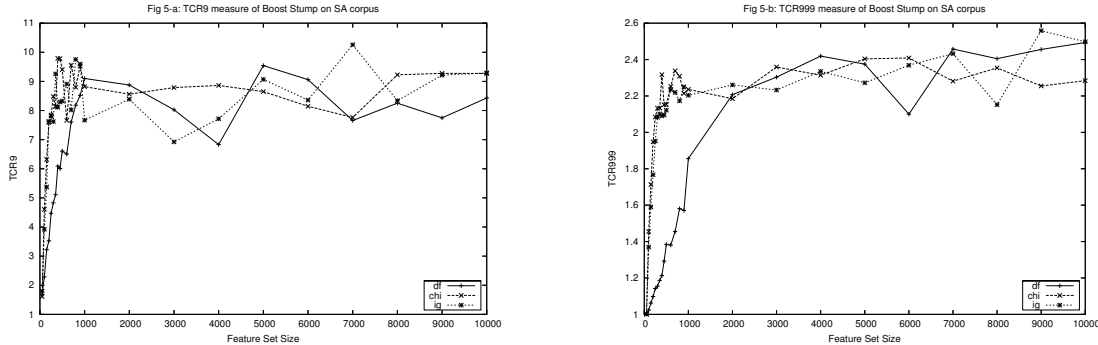 Fig 5-a: TCR9 measure of Boost Stump on SA corpus
11
10
9
8
7
6
5
4
3
2
1
TCR9
0 1000 2000 3000 4000 5000 6000 7000 8000 9000 10000
Feature Set Size
df
chi
ig
Fig 5-b: TCR999 measure of Boost Stump on SA corpus
2.6
2.4
2.2
2
1.8
1.6
1.4
1.2
1
TCR999
0 1000 2000 3000 4000 5000 6000 7000 8000 9000 10000
Feature Set Size
df
chi
ig